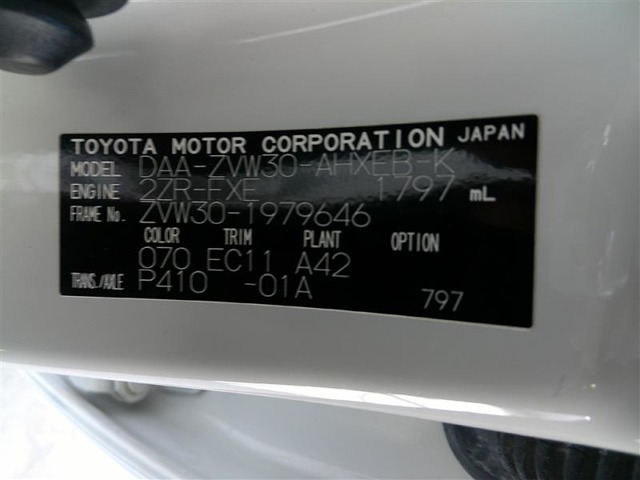 TOYOTA MOTOR CORPORATION JAPAN
MODEL DAA-ZVW30-AHXEB-K
ENGINE 2ZR-FXE 1797 mL
FRAME No. ZVW30-1979646
COLOR TRIM PLANT OPTION
070 EC11 A42
TRANS./AXLE P410 -01A
797